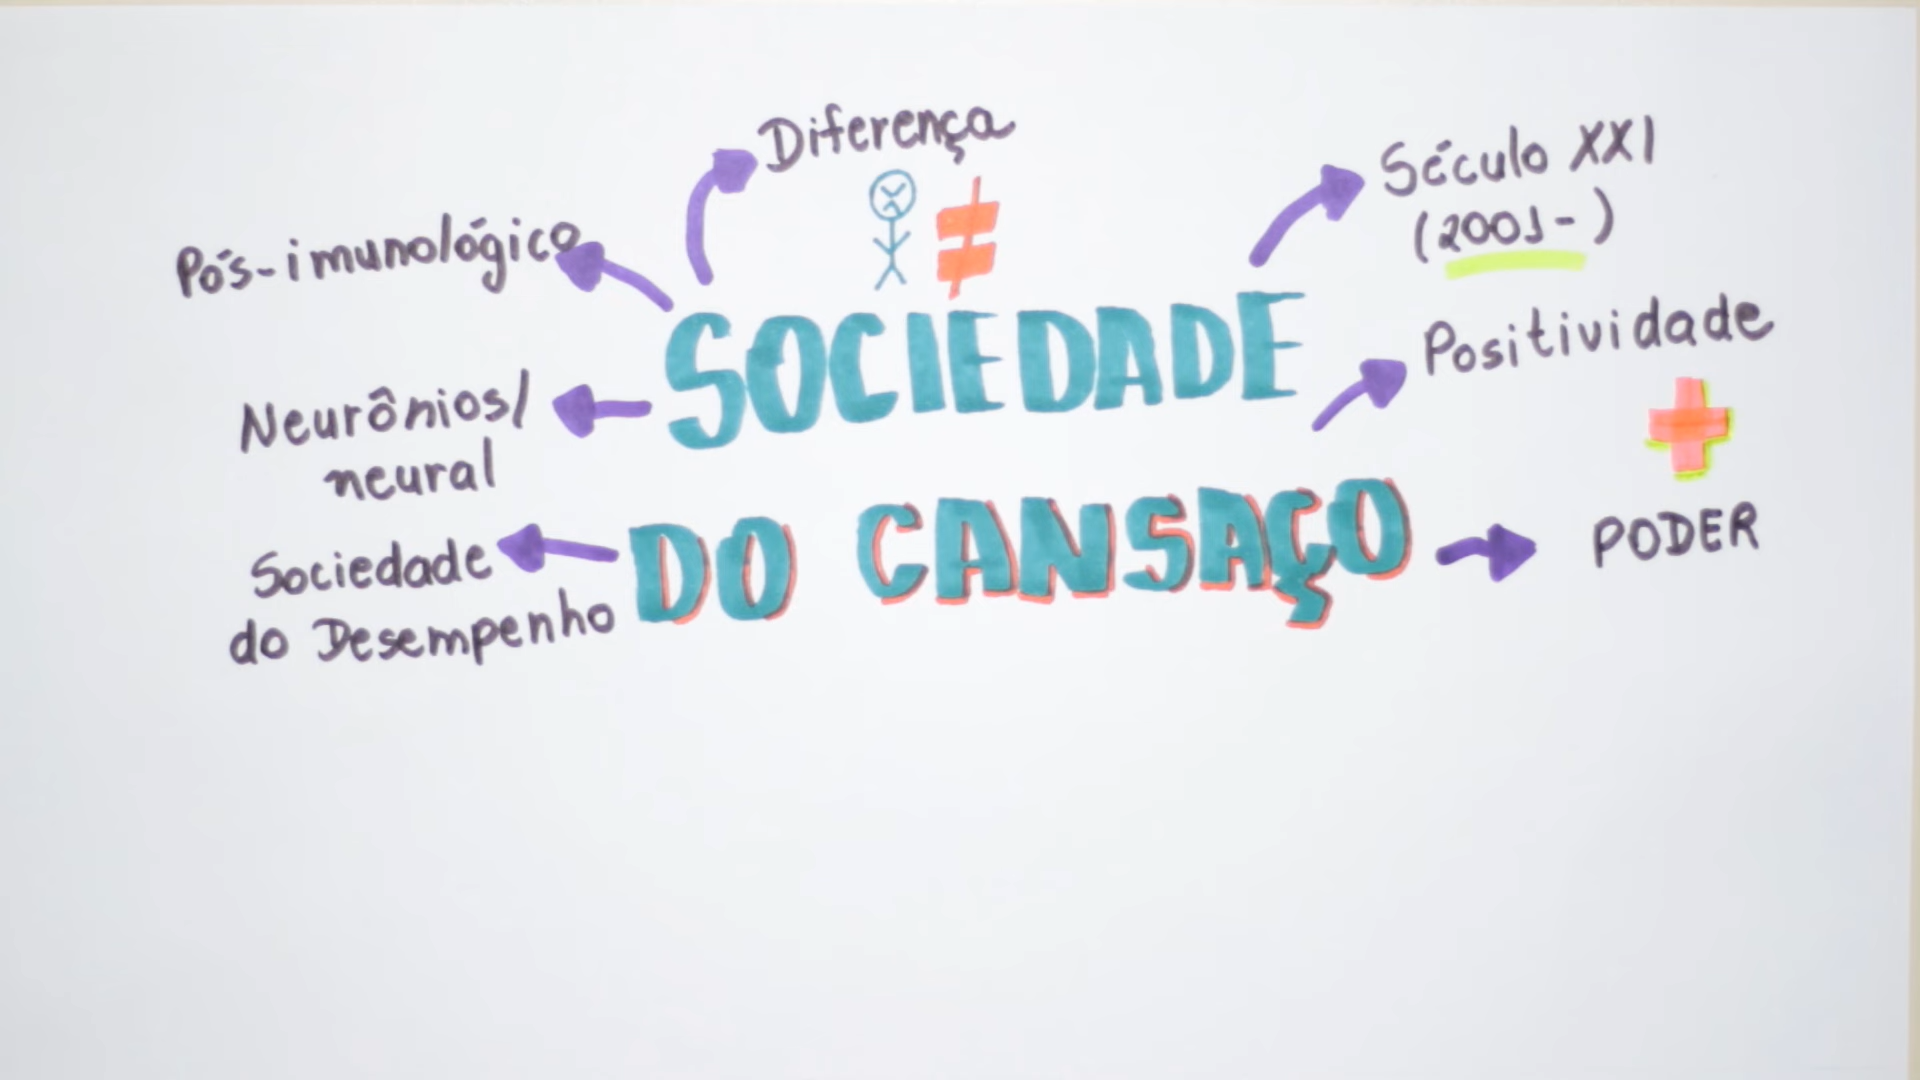 Diferença
Século XXI
(2001- )
Pós-imunológico
SOCIEDADE
Positividade
Neurônios/
neural
DO CANSAÇO
PODER
Sociedade
do Desempenho